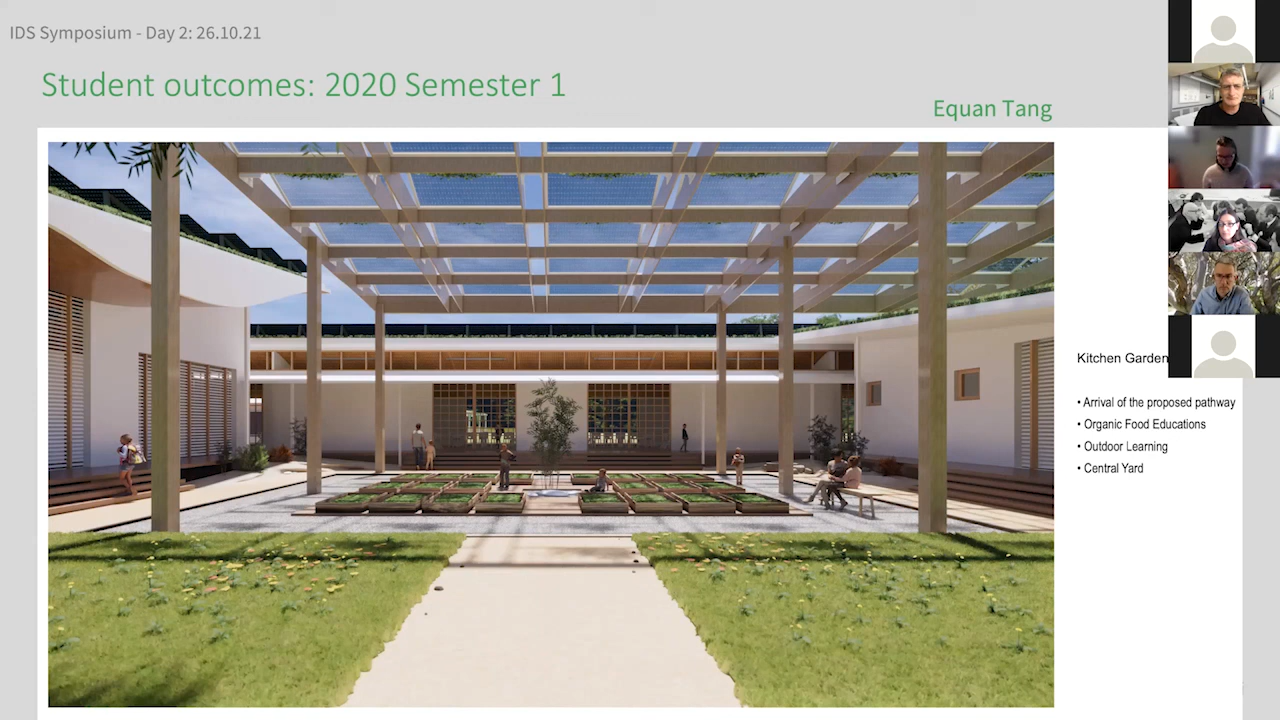 IDS Symposium - Day 2: 26.10.21
Student outcomes: 2020 Semester 1
Equan Tang
Kitchen Garden
• Arrival of the proposed pathway
• Organic Food Educations
• Outdoor Learning
• Central Yard